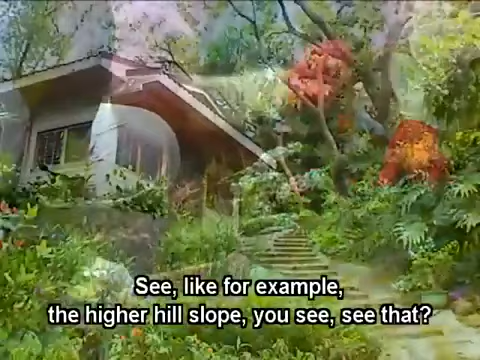 See, like for example,
the higher hill slope, you see, see that?